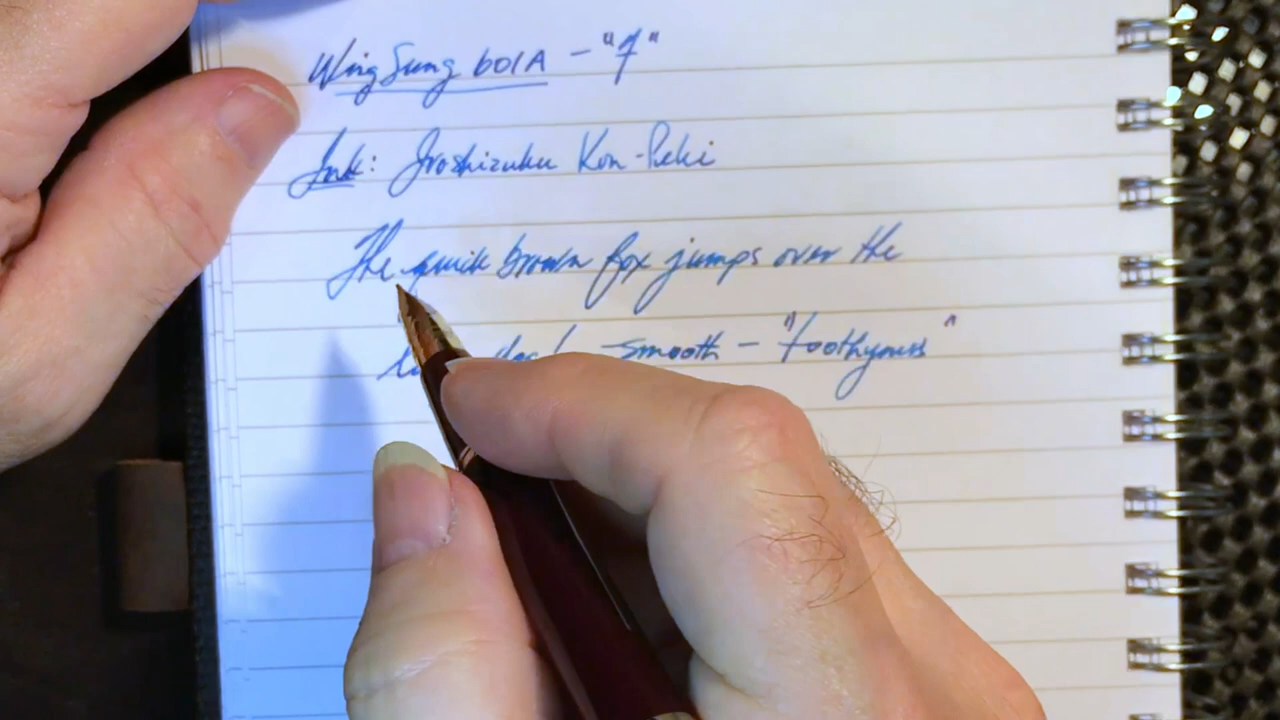 Wing Sung 601A - "f"
Ink: Iroshizuku Kon-Peki
The quick brown fox jumps over the
smooth - "toothyness"